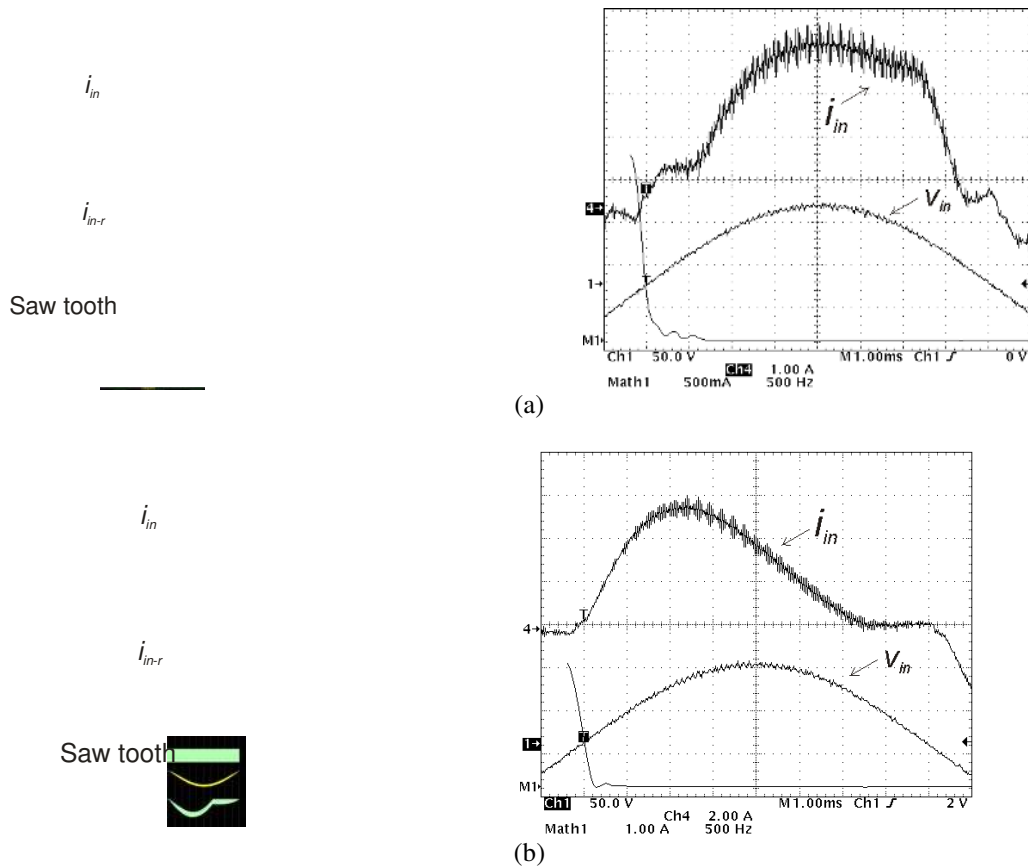 i_in
i_in-r
Saw tooth
i_in
V_in
4
1
M1
T
T
Ch1 50.0 V M 1.00ms Ch1 0 V
Ch4 1.00 A
Math1 500mA 500 Hz
(a)
i_in
i_in-r
Saw tooth
i_in
V_in
4
1
M1
T
T
Ch1 50.0 V M 1.00ms Ch1 2 V
Ch4 2.00 A
Math1 1.00 A 500 Hz
(b)